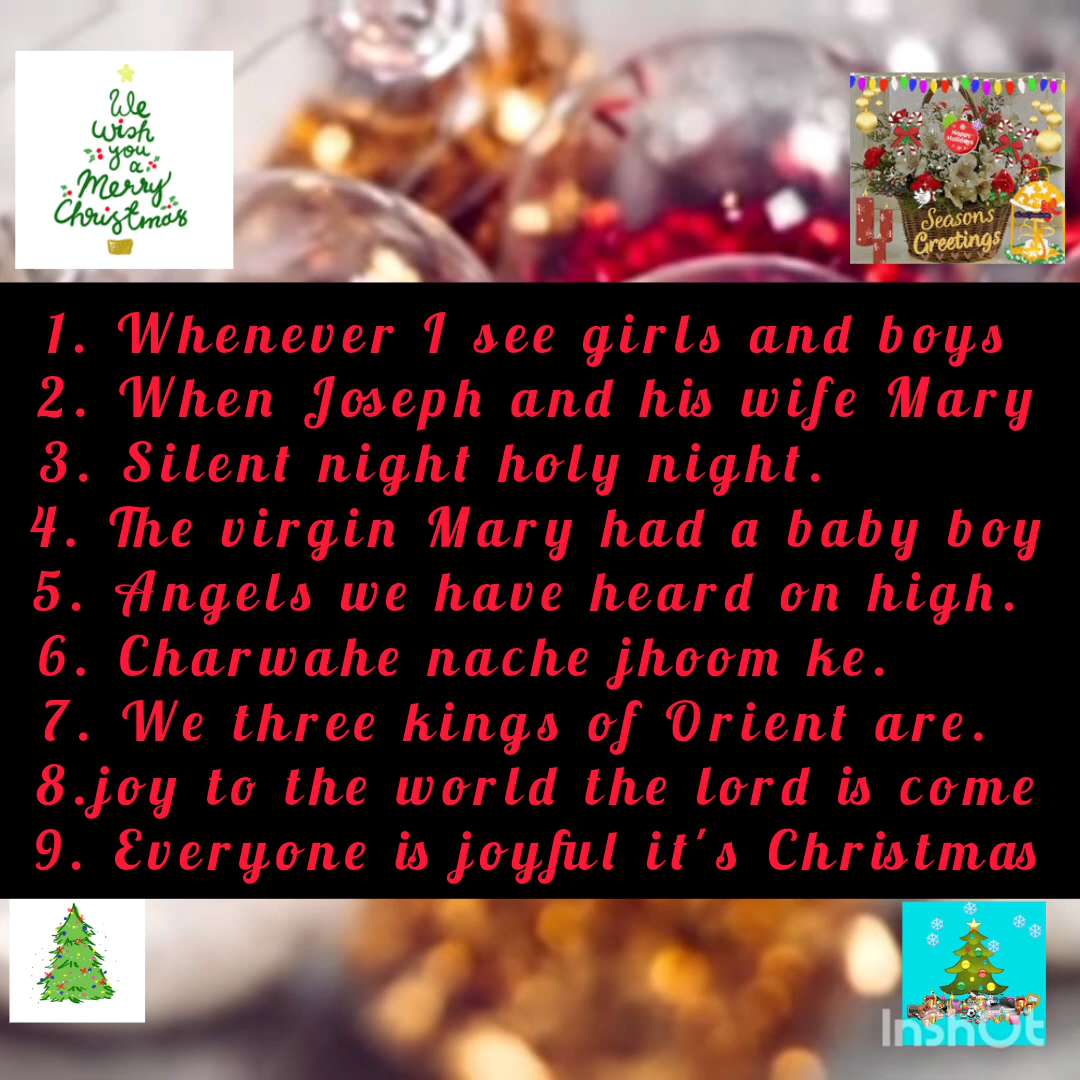 We
wish
you
a
Merry
Christmas
Happy
Holidays
Seasons
Greetings
1. Whenever I see girls and boys
2. When Joseph and his wife Mary
3. Silent night holy night.
4. The virgin Mary had a baby boy
5. Angels we have heard on high.
6. Charwahe nache jhoom ke.
7. We three kings of Orient are.
8.joy to the world the lord is come
9. Everyone is joyful it's Christmas
InShOt